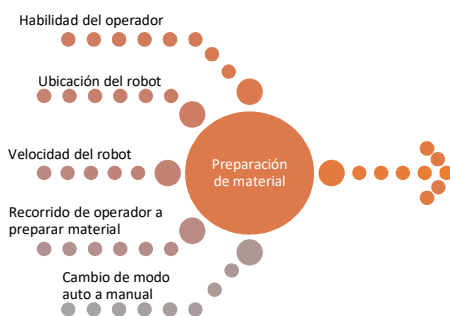 Habilidad del operador
Ubicación del robot
Velocidad del robot
Preparación
de material
Recorrido de operador a
preparar material
Cambio de modo
auto a manual